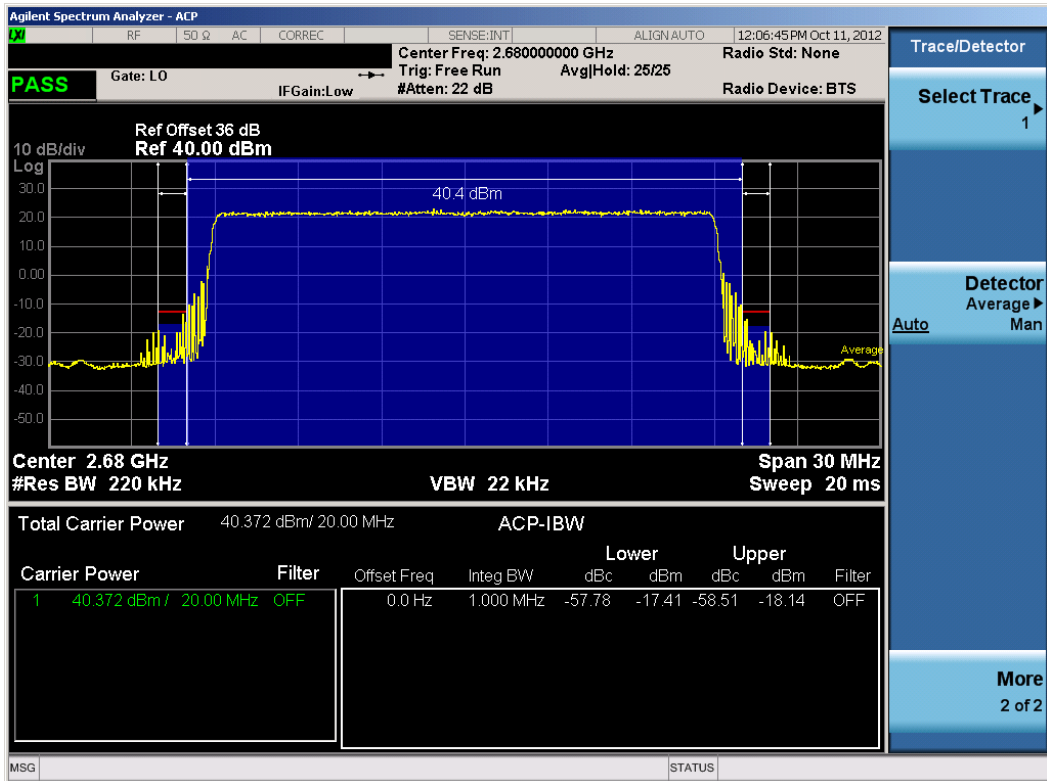 Agilent Spectrum Analyzer - ACP
LXI RF 50 Ω AC CORREC SENSE:INT ALIGN AUTO 12:06:45 PM Oct 11, 2012
Trace/Detector
Center Freq: 2.680000000 GHz Radio Std: None
PASS Gate: LO Trig: Free Run Avg|Hold: 25/25
IFGain:Low #Atten: 22 dB Radio Device: BTS
Select Trace
1
Ref Offset 36 dB
10 dB/div Ref 40.00 dBm
Log
30.0
40.4 dBm
20.0
10.0
0.00
-10.0
-20.0
-30.0
-40.0
-50.0
Average
Detector
Average
Auto Man
Center 2.68 GHz Span 30 MHz
#Res BW 220 kHz VBW 22 kHz Sweep 20 ms
Total Carrier Power 40.372 dBm/ 20.00 MHz ACP-IBW
Lower Upper
Carrier Power Filter Offset Freq Integ BW dBc dBm dBc dBm Filter
1 40.372 dBm / 20.00 MHz OFF 0.0 Hz 1.000 MHz -57.78 -17.41 -58.51 -18.14 OFF
More
2 of 2
MSG STATUS